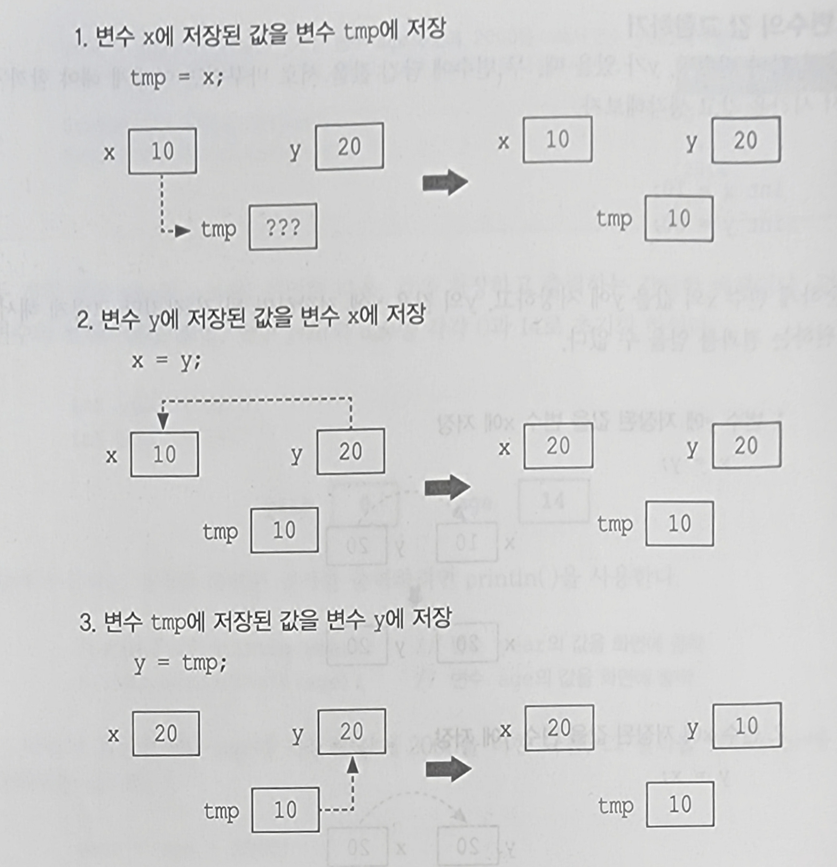 1. 변수 x에 저장된 값을 변수 tmp에 저장
tmp = x;
x 10 y 20 x 10 y 20
tmp ??? tmp 10
2. 변수 y에 저장된 값을 변수 x에 저장
x = y;
x 10 y 20 x 20 y 20
tmp 10 tmp 10
3. 변수 tmp에 저장된 값을 변수 y에 저장
y = tmp;
x 20 y 20 x 20 y 10
tmp 10 tmp 10